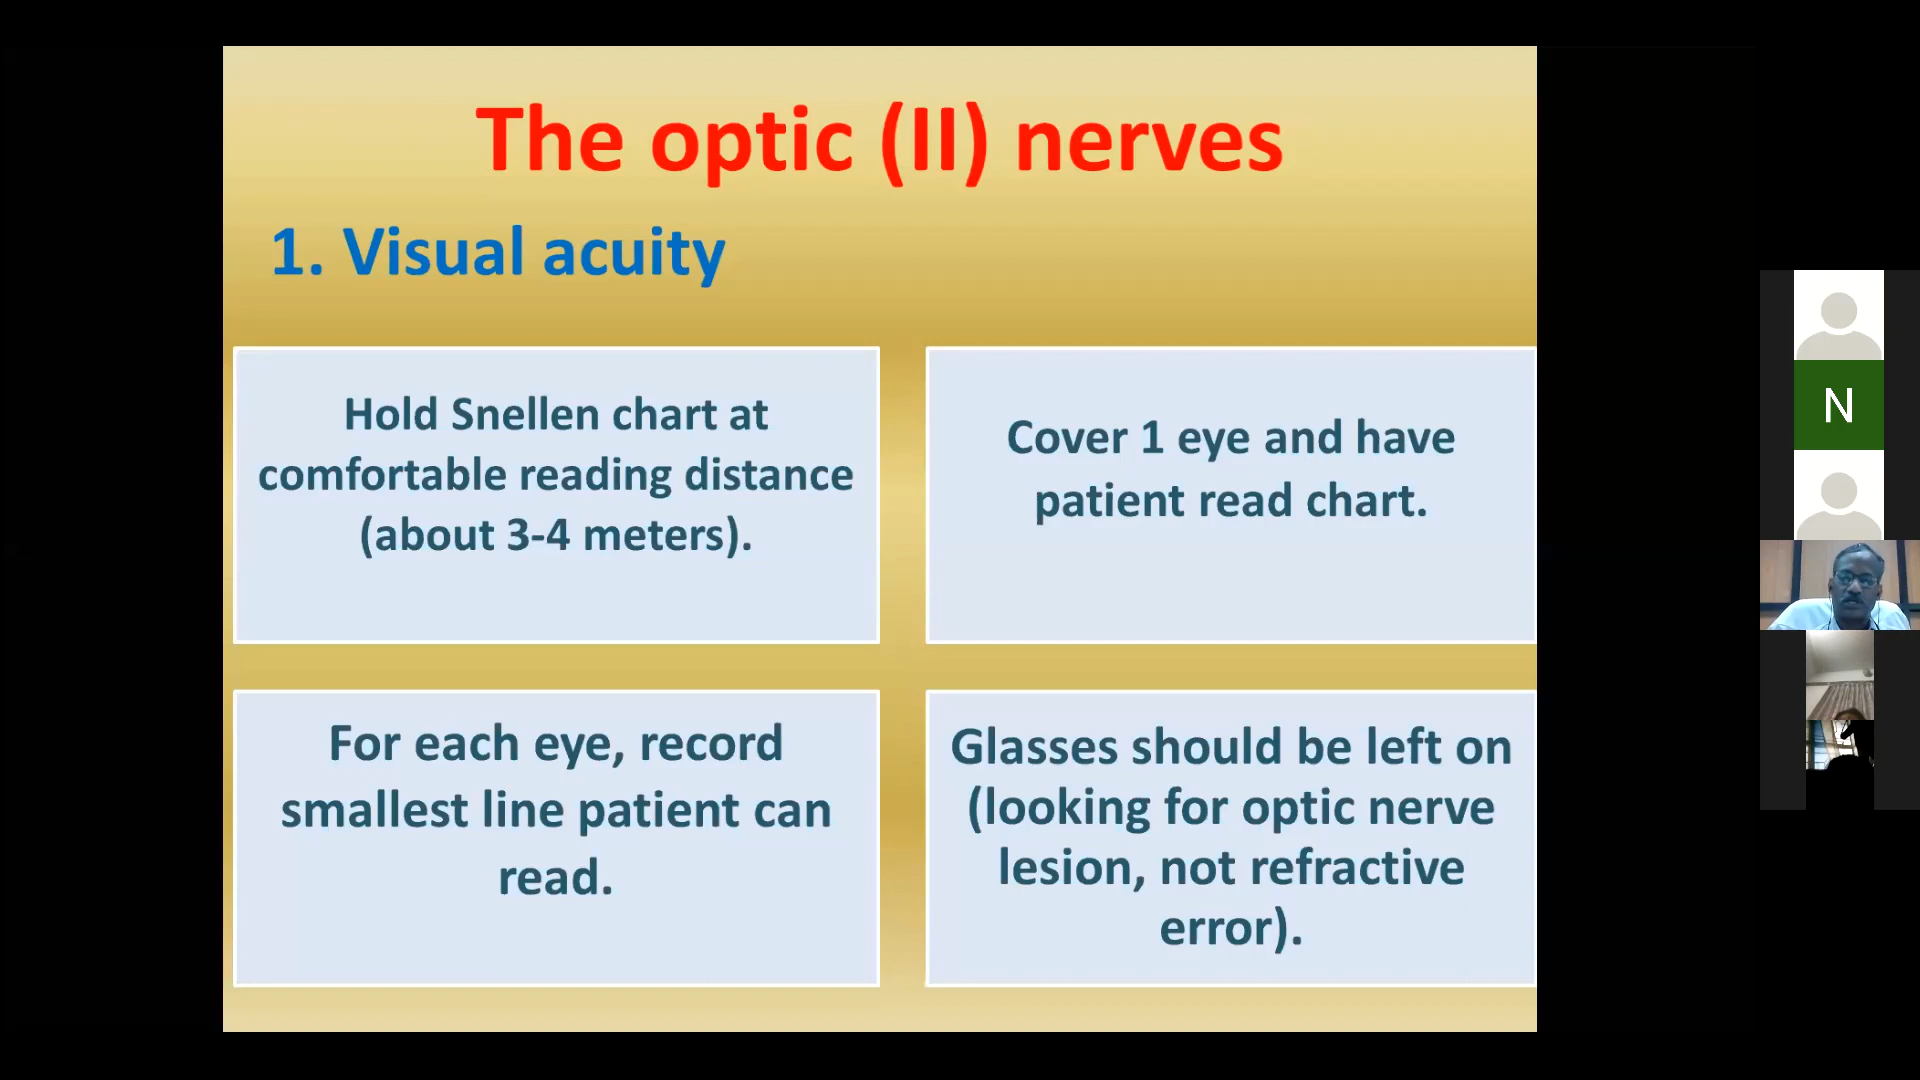 The optic (II) nerves
1. Visual acuity
Hold Snellen chart at
comfortable reading distance
(about 3-4 meters).
Cover 1 eye and have
patient read chart.
For each eye, record
smallest line patient can
read.
Glasses should be left on
(looking for optic nerve
lesion, not refractive
error).
N